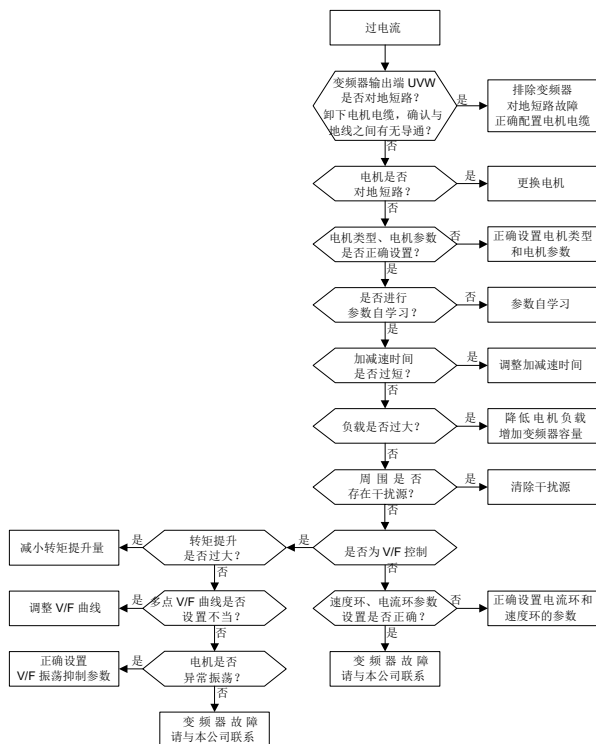 过电流
变频器输出端 UVW
是否对地短路？
卸下电机电缆，确认与
地线之间有无导通？
是
排除变频器
对地短路故障
正确配置电机电缆
否
电机是否
对地短路？
是
更换电机
否
电机类型、电机参数
是否正确设置？
否
正确设置电机类型
和电机参数
是
是否进行
参数自学习？
否
参数自学习
是
加减速时间
是否过短？
是
调整加减速时间
否
负载是否过大？
是
降低电机负载
增加变频器容量
否
周围是否
存在干扰源？
是
清除干扰源
否
是否为 V/F 控制
是
转矩提升
是否过大？
是
减小转矩提升量
否
多点 V/F 曲线是否
设置不当？
是
调整 V/F 曲线
否
电机是否
异常振荡？
是
正确设置
V/F 振荡抑制参数
否
变频器故障
请与本公司联系
否
速度环、电流环参数
设置是否正确？
否
正确设置电流环和
速度环的参数
是
变频器故障
请与本公司联系